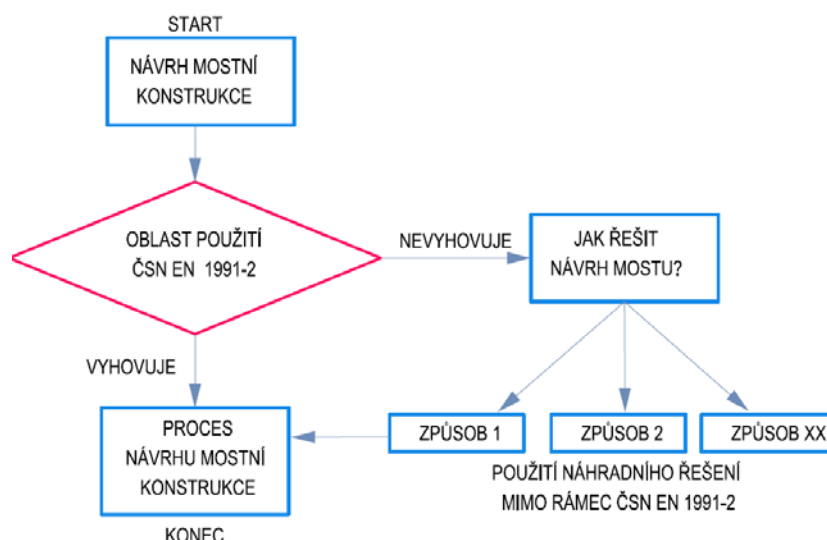 START
NÁVRH MOSTNÍ
KONSTRUKCE
OBLAST POUŽITÍ
ČSN EN 1991-2
NEVYHOVUJE
JAK ŘEŠIT
NÁVRH MOSTU?
VYHOVUJE
PROCES
NÁVRHU MOSTNÍ
KONSTRUKCE
KONEC
ZPŮSOB 1
ZPŮSOB 2
ZPŮSOB XX
POUŽITÍ NÁHRADNÍHO ŘEŠENÍ
MIMO RÁMEC ČSN EN 1991-2